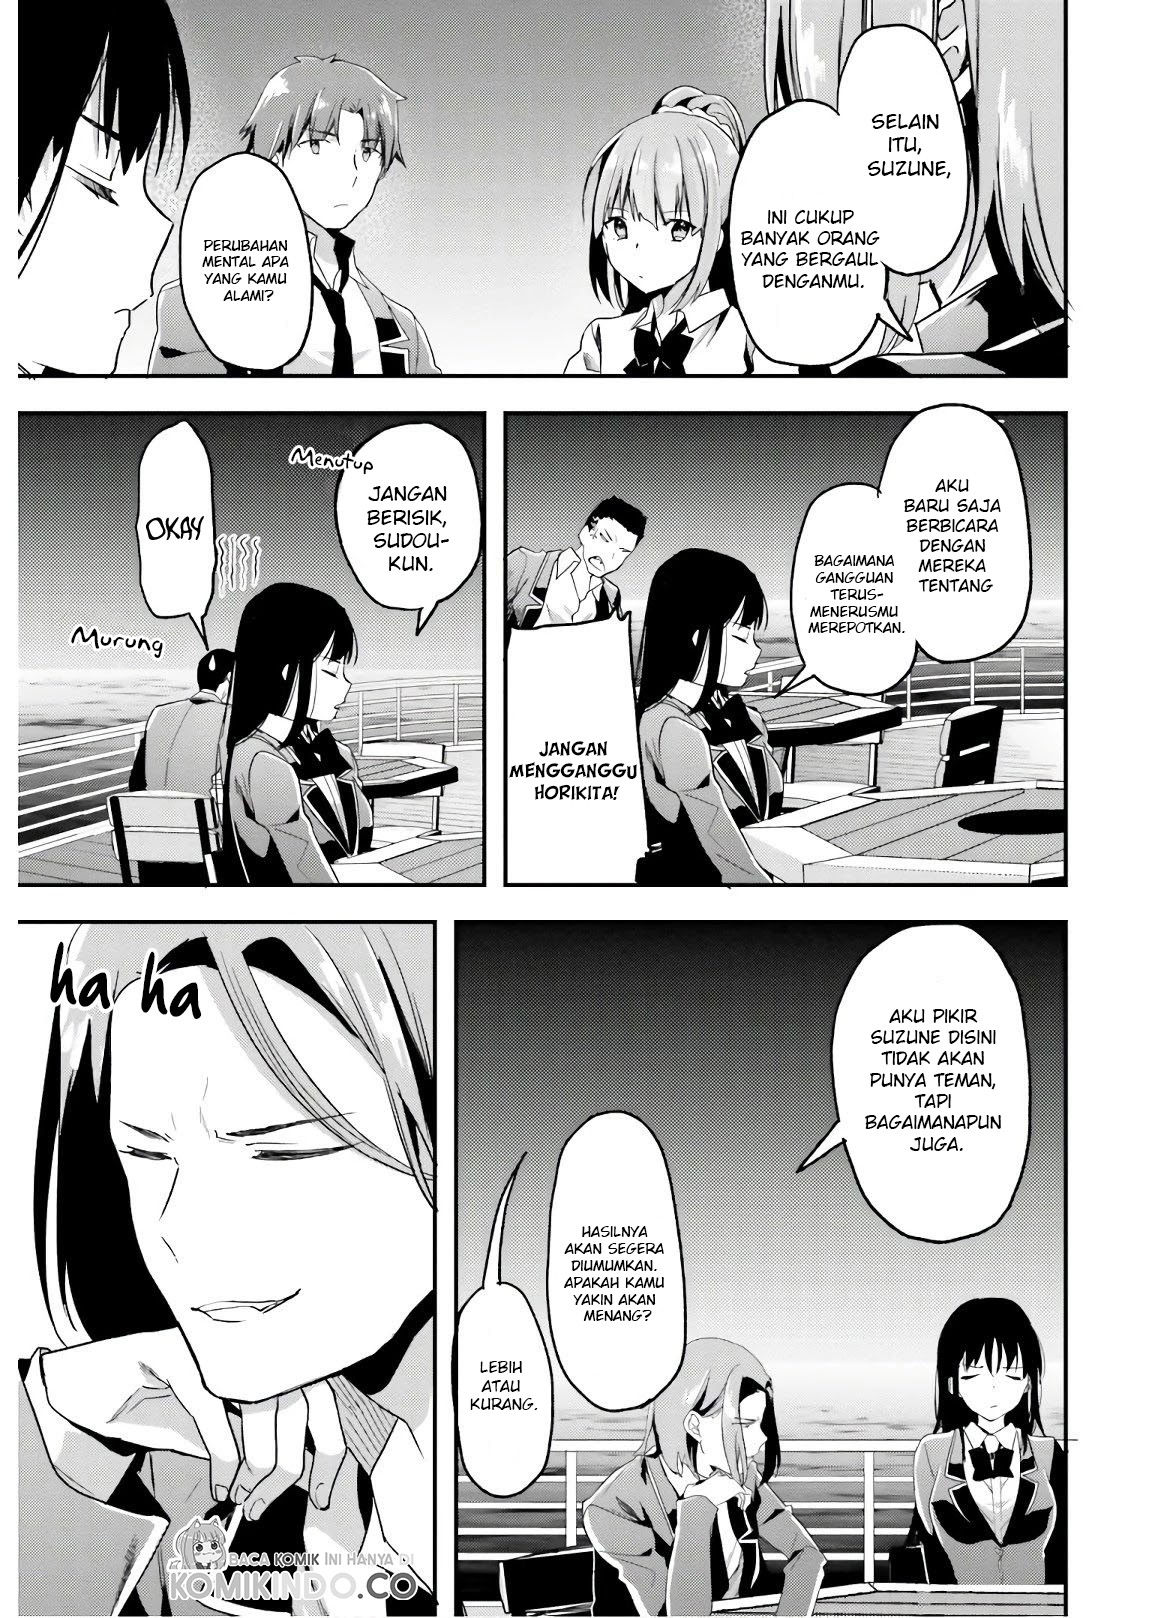 SELAIN
ITU,
SUZUNE,
INI CUKUP
BANYAK ORANG
YANG BERGAUL
DENGANMU.
PERUBAHAN
MENTAL APA
YANG KAMU
ALAMI?
AKU
BARU SAJA
BERBICARA
DENGAN
MEREKA
TENTANG
BAGAIMANA
GANGGUAN
TERUS-
MENERUSMU
MEREPOTKAN.
JANGAN
MENGGANGGU
HORIKITA!
Menutup
JANGAN
BERISIK,
SUDOU-
KUN.
OKAY
Murung
AKU PIKIR
SUZUNE DISINI
TIDAK AKAN
PUNYA TEMAN,
TAPI
BAGAIMANAPUN
JUGA.
HASILNYA
AKAN SEGERA
DIUMUMKAN.
APAKAH KAMU
YAKIN AKAN
MENANG?
LEBIH
ATAU
KURANG.
ha ha
BACA KOMIK INI HANYA DI
KOMIKINDO.CO